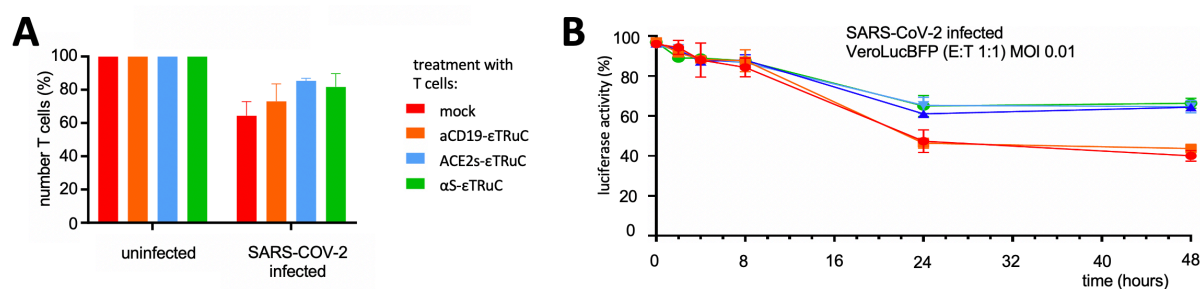 A
number T cells (%)
100
80
60
40
20
0
uninfected
SARS-COV-2
infected
treatment with
T cells:
mock
aCD19-εTRuC
ACE2s-εTRuC
αS-εTRuC
B
SARS-CoV-2 infected
VeroLucBFP (E:T 1:1) MOI 0.01
luciferase activity (%)
100
80
60
40
20
0
0
8
16
24
32
40
48
time (hours)